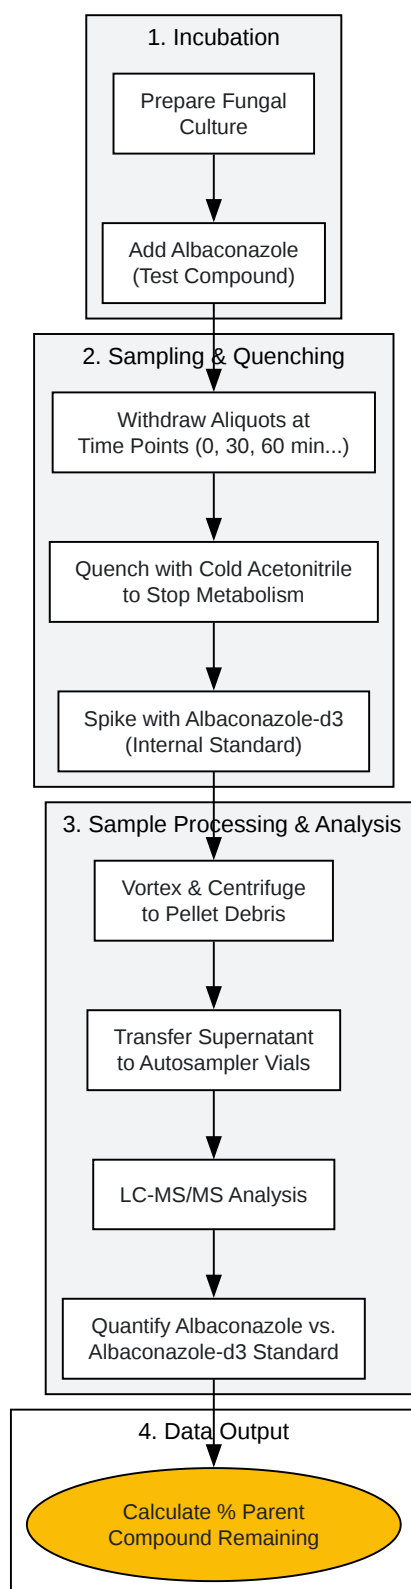 1. Incubation
Prepare Fungal
Culture
Add Albaconazole
(Test Compound)
2. Sampling & Quenching
Withdraw Aliquots at
Time Points (0, 30, 60 min...)
Quench with Cold Acetonitrile
to Stop Metabolism
Spike with Albaconazole-d3
(Internal Standard)
3. Sample Processing & Analysis
Vortex & Centrifuge
to Pellet Debris
Transfer Supernatant
to Autosampler Vials
LC-MS/MS Analysis
Quantify Albaconazole vs.
Albaconazole-d3 Standard
4. Data Output
Calculate % Parent
Compound Remaining